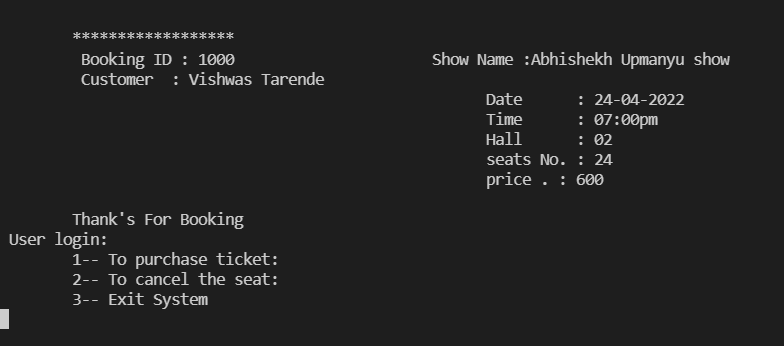 ******************
Booking ID : 1000 Show Name :Abhishekh Upmanyu show
Customer  : Vishwas Tarende
Date      : 24-04-2022
Time      : 07:00pm
Hall      : 02
seats No. : 24
price . : 600
Thank's For Booking
User login:
1-- To purchase ticket:
2-- To cancel the seat:
3-- Exit System